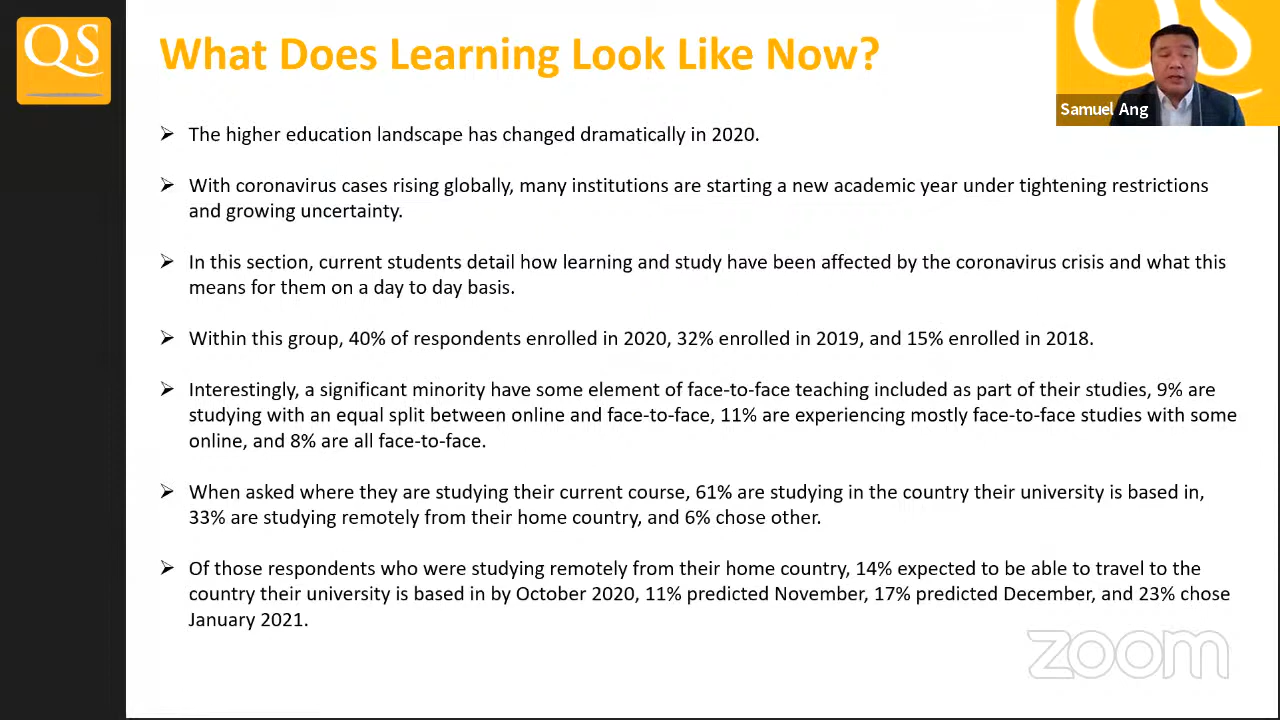 QS
What Does Learning Look Like Now?
QS
Samuel Ang
➢ The higher education landscape has changed dramatically in 2020.
➢ With coronavirus cases rising globally, many institutions are starting a new academic year under tightening restrictions
and growing uncertainty.
➢ In this section, current students detail how learning and study have been affected by the coronavirus crisis and what this
means for them on a day to day basis.
➢ Within this group, 40% of respondents enrolled in 2020, 32% enrolled in 2019, and 15% enrolled in 2018.
➢ Interestingly, a significant minority have some element of face-to-face teaching included as part of their studies, 9% are
studying with an equal split between online and face-to-face, 11% are experiencing mostly face-to-face studies with some
online, and 8% are all face-to-face.
➢ When asked where they are studying their current course, 61% are studying in the country their university is based in,
33% are studying remotely from their home country, and 6% chose other.
➢ Of those respondents who were studying remotely from their home country, 14% expected to be able to travel to the
country their university is based in by October 2020, 11% predicted November, 17% predicted December, and 23% chose
January 2021.
zoom